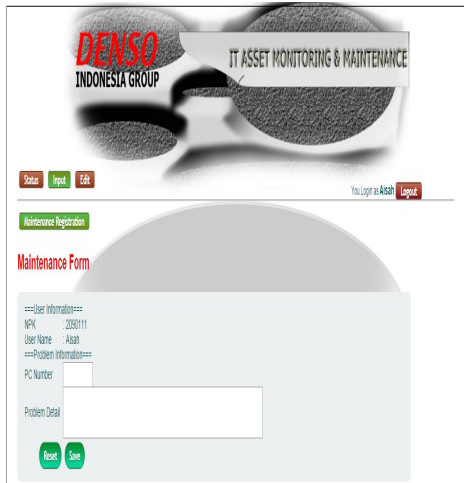 DENSO
INDONESIA GROUP
IT ASSET MONITORING & MAINTENANCE
Status Input Edit
You Login as Aisah Logout
Maintenance Registration
Maintenance Form
===User Information===
NPK : 2090111
User Name : Aisah
===Problem Information===
PC Number
Problem Detail
Reset Save